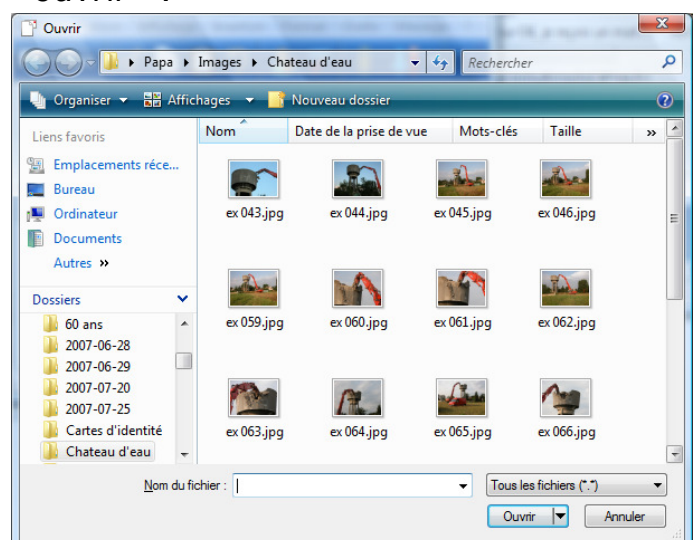 Ouvrir
Papa Images Chateau d'eau Rechercher
Organiser Affichages Nouveau dossier
Liens favoris
Emplacements réce...
Bureau
Ordinateur
Documents
Autres »
Dossiers
60 ans
2007-06-28
2007-06-29
2007-07-20
2007-07-25
Cartes d'identité
Chateau d'eau
Nom Date de la prise de vue Mots-clés Taille »
ex 043.jpg ex 044.jpg ex 045.jpg ex 046.jpg
ex 059.jpg ex 060.jpg ex 061.jpg ex 062.jpg
ex 063.jpg ex 064.jpg ex 065.jpg ex 066.jpg
Nom du fichier : Tous les fichiers (*.*)
Ouvrir Annuler